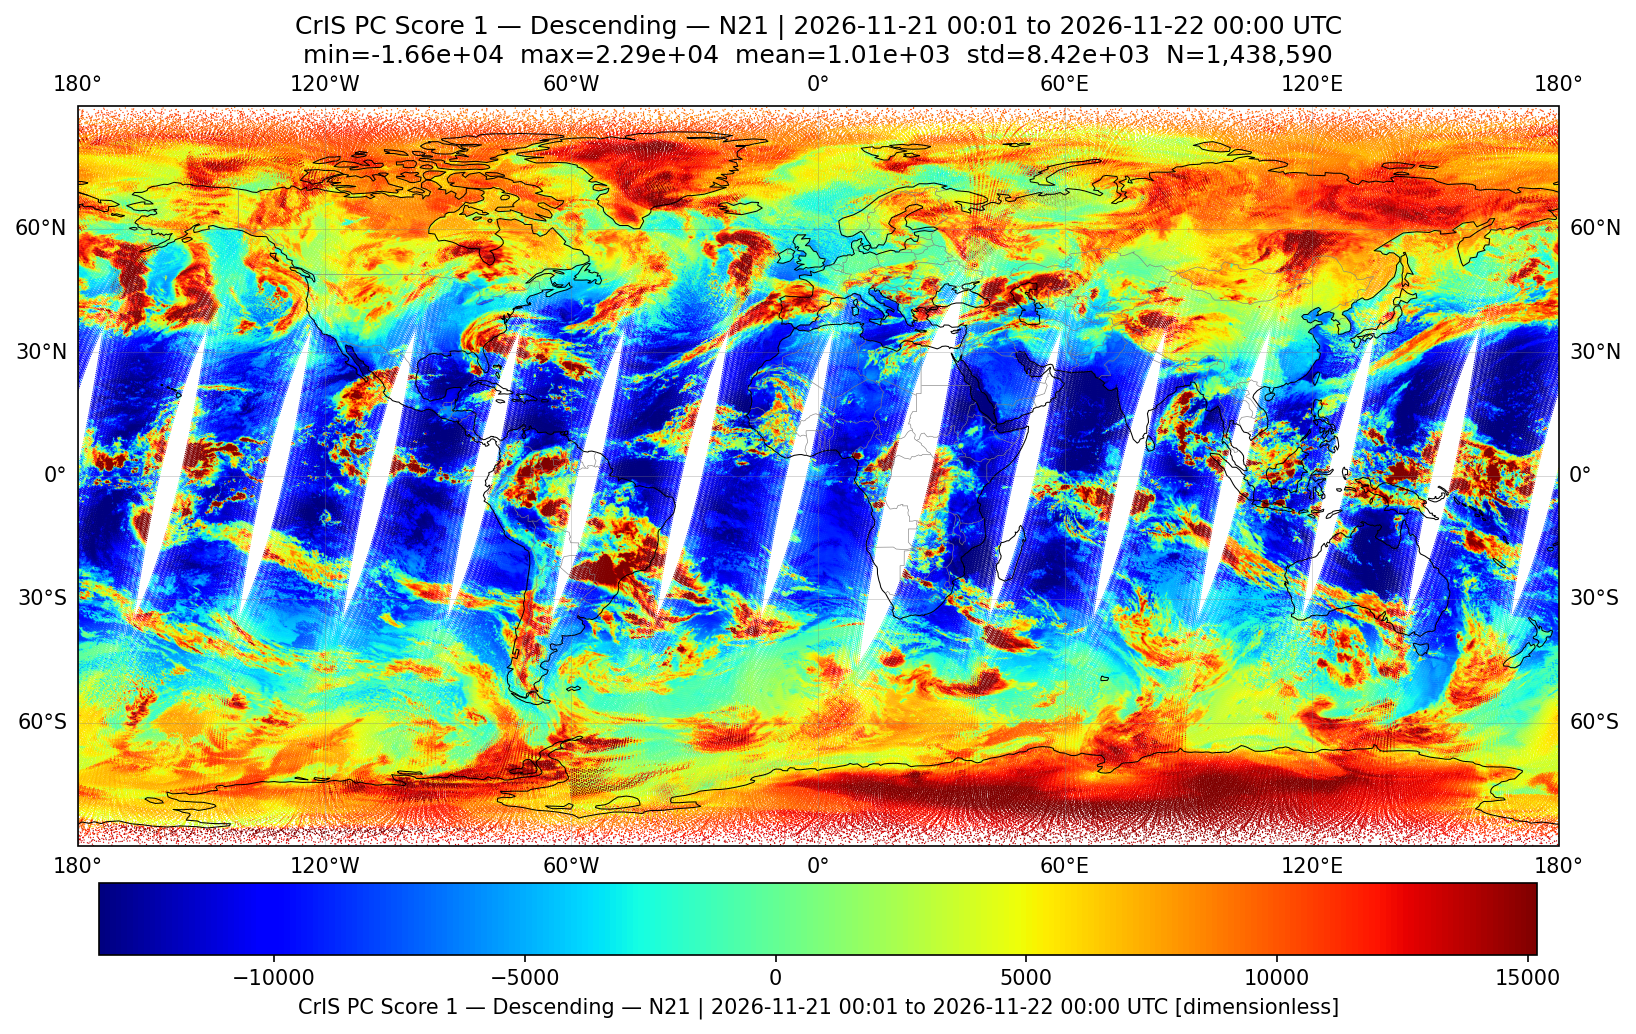 CrIS PC Score 1 — Descending — N21 | 2026-11-21 00:01 to 2026-11-22 00:00 UTC
min=-1.66e+04 max=2.29e+04 mean=1.01e+03 std=8.42e+03 N=1,438,590
180° 120°W 60°W 0° 60°E 120°E 180°
60°N 60°N
30°N 30°N
0° 0°
30°S 30°S
60°S 60°S
180° 120°W 60°W 0° 60°E 120°E 180°
−10000 −5000 0 5000 10000 15000
CrIS PC Score 1 — Descending — N21 | 2026-11-21 00:01 to 2026-11-22 00:00 UTC [dimensionless]